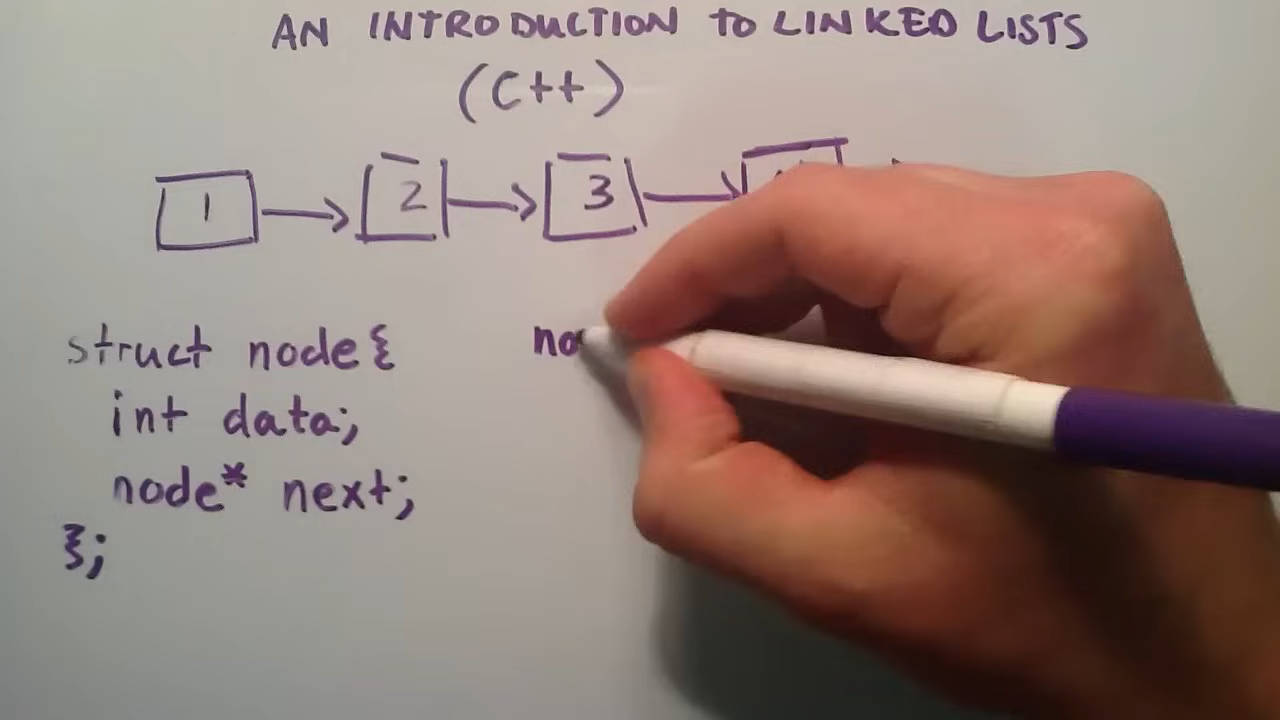 AN INTRODUCTION TO LINKED LISTS
(C++)
1 2 3
struct node{
int data;
node* next;
};